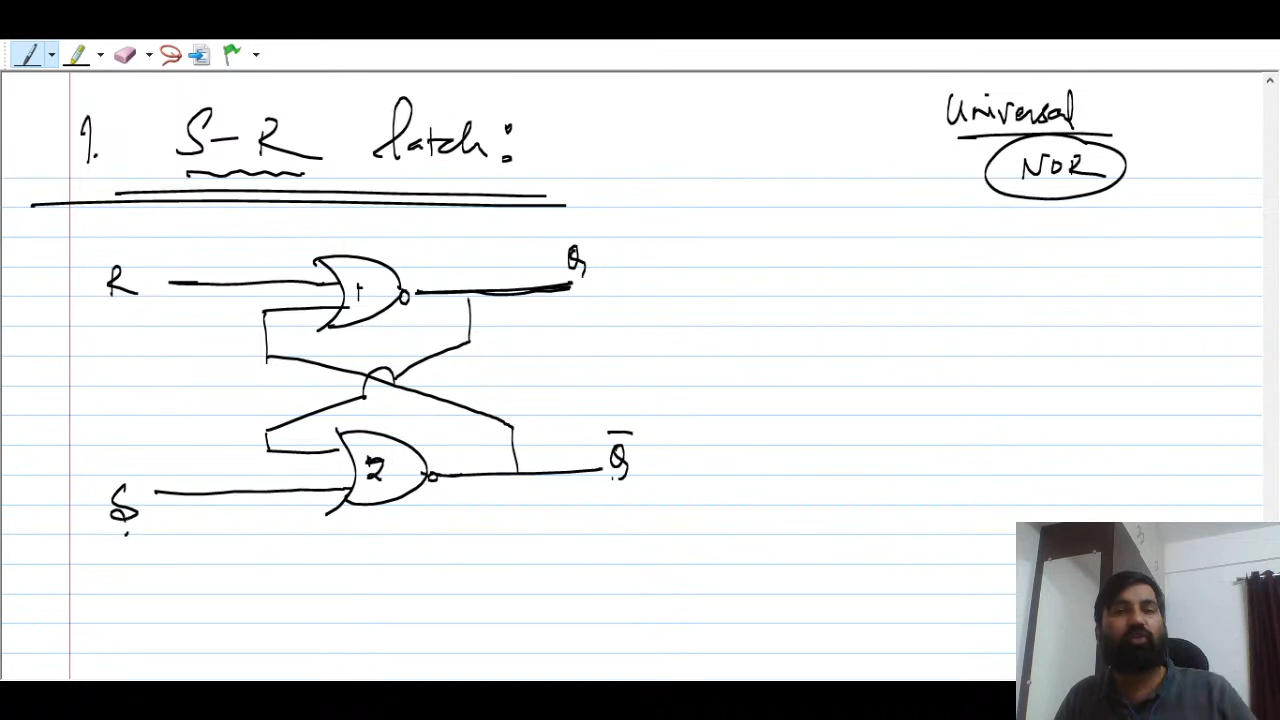 1. S-R Latch:
Universal
NOR
R
1
Q
2
Q̅
S